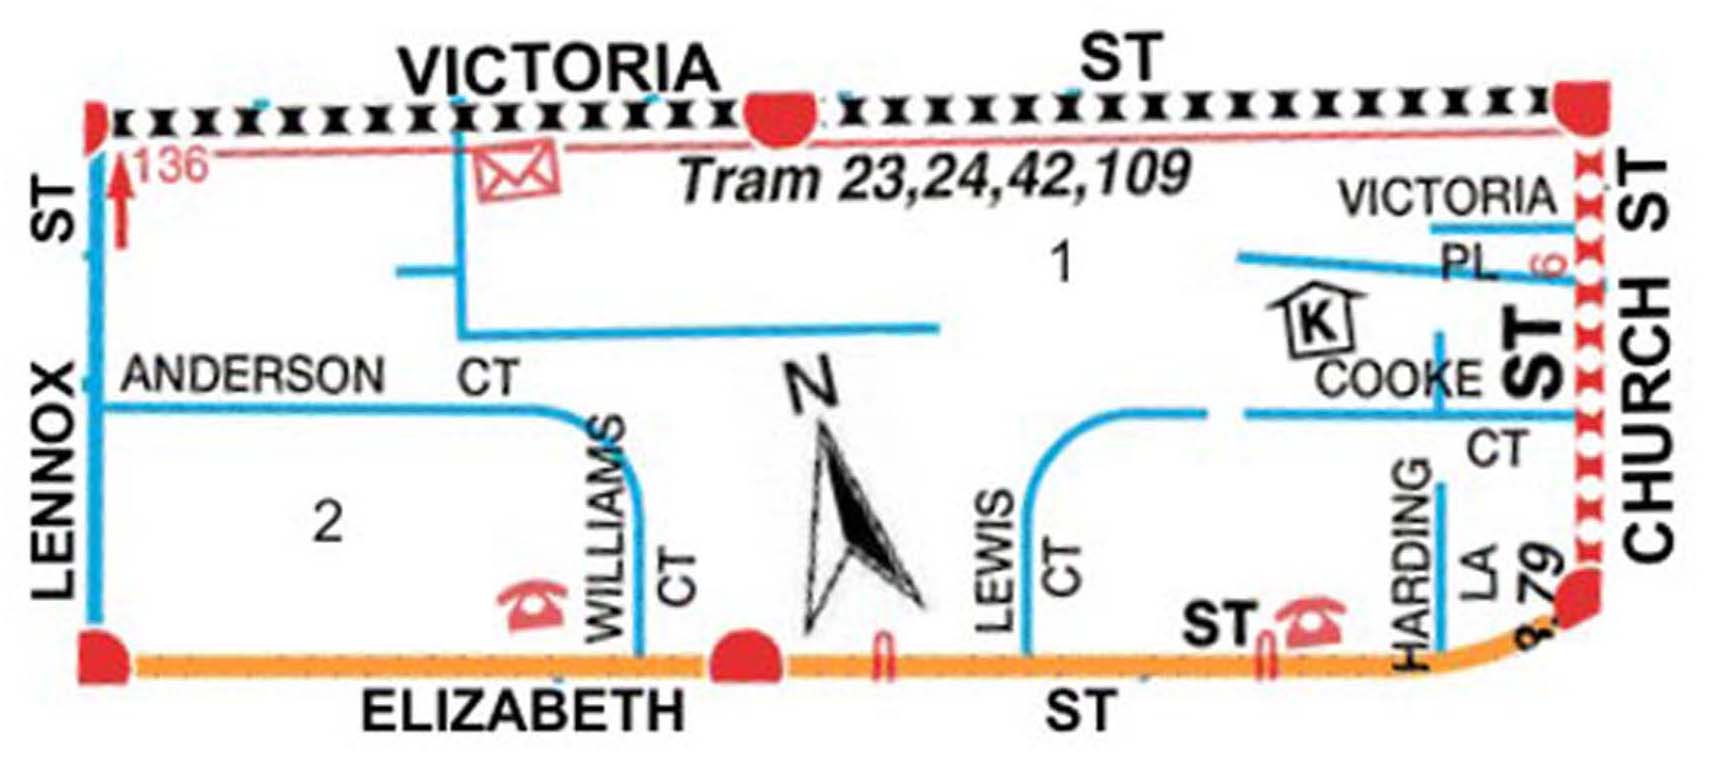 VICTORIA ST
136
Tram 23,24,42,109
VICTORIA
PL
6
1
K
ST
ANDERSON CT
N
COOKE
CT
LENNOX ST
CHURCH ST
2
WILLIAMS
CT
LEWIS
CT
HARDING
LA
79
ST
ELIZABETH ST